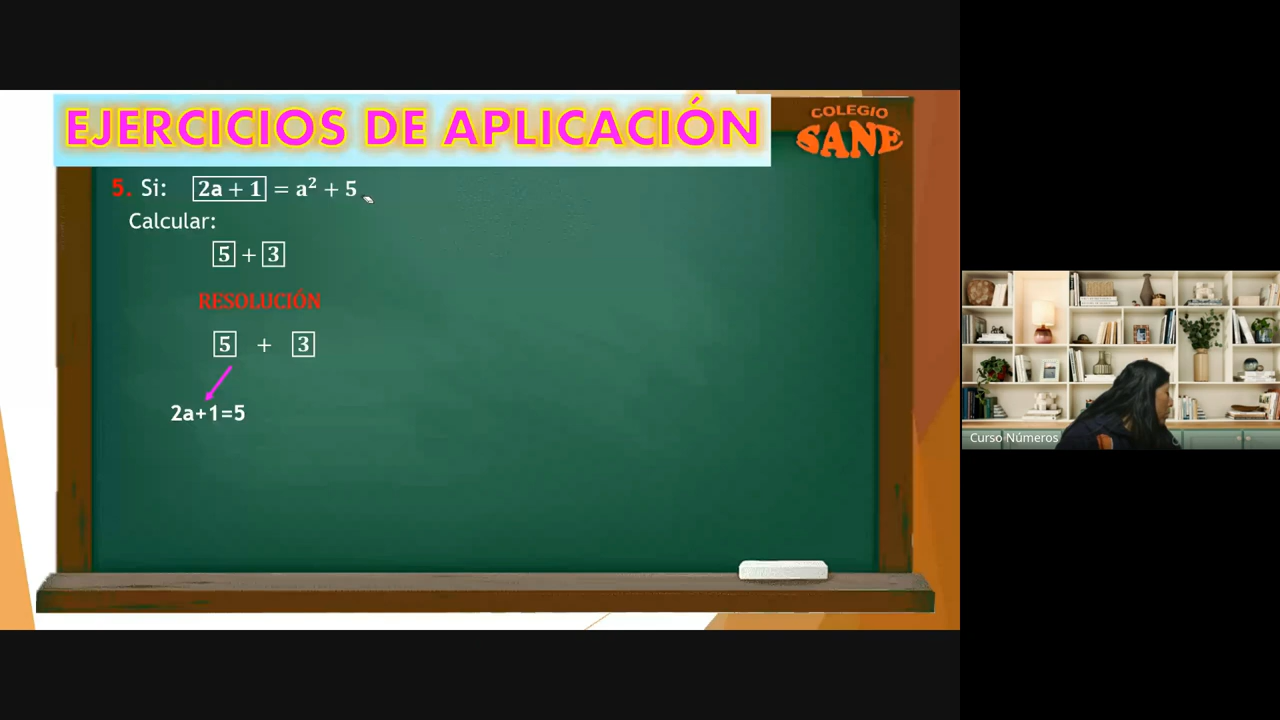 EJERCICIOS DE APLICACIÓN
COLEGIO
SANE
5. Si: 2a + 1 = a² + 5
Calcular:
5 + 3
RESOLUCIÓN
5 + 3
2a+1=5
Curso Números